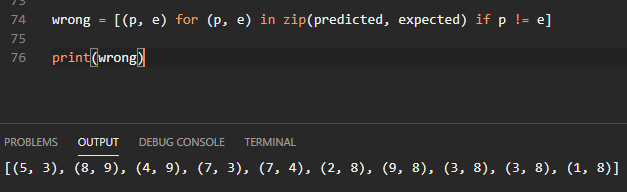 73
74 wrong = [(p, e) for (p, e) in zip(predicted, expected) if p != e]
75
76 print(wrong)
PROBLEMS OUTPUT DEBUG CONSOLE TERMINAL
[(5, 3), (8, 9), (4, 9), (7, 3), (7, 4), (2, 8), (9, 8), (3, 8), (3, 8), (1, 8)]